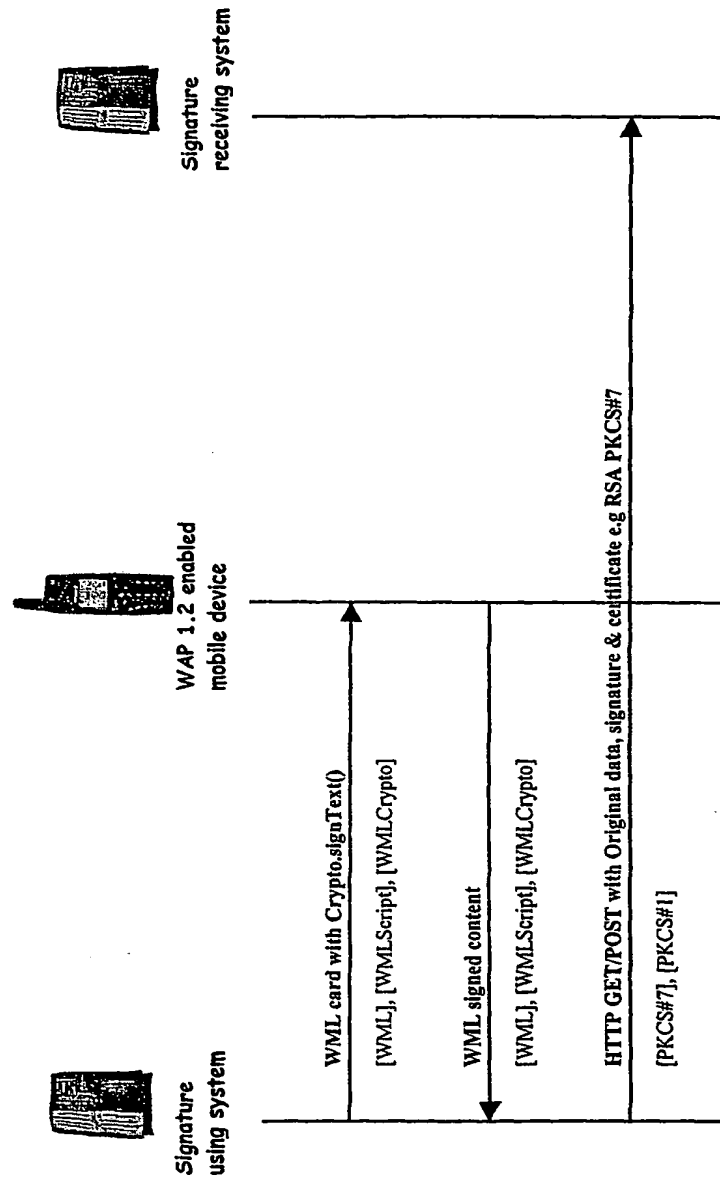 Signature
using system
WAP 1.2 enabled
mobile device
Signature
receiving system
WML card with Crypto.signText()
[WML], [WMLScript], [WMLCrypto]
WML signed content
[WML], [WMLScript], [WMLCrypto]
HTTP GET/POST with Original data, signature & certificate e.g RSA PKCS#7
[PKCS#7], [PKCS#1]